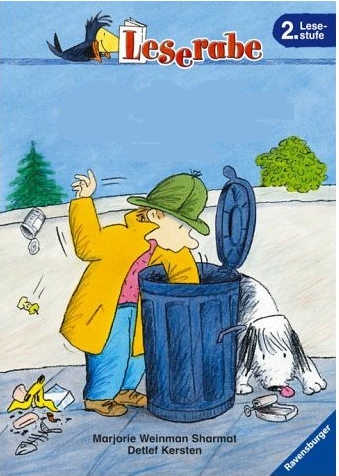 Leserabe
2. Lese-
stufe
Marjorie Weinman Sharmat
Detlef Kersten
Ravensburger